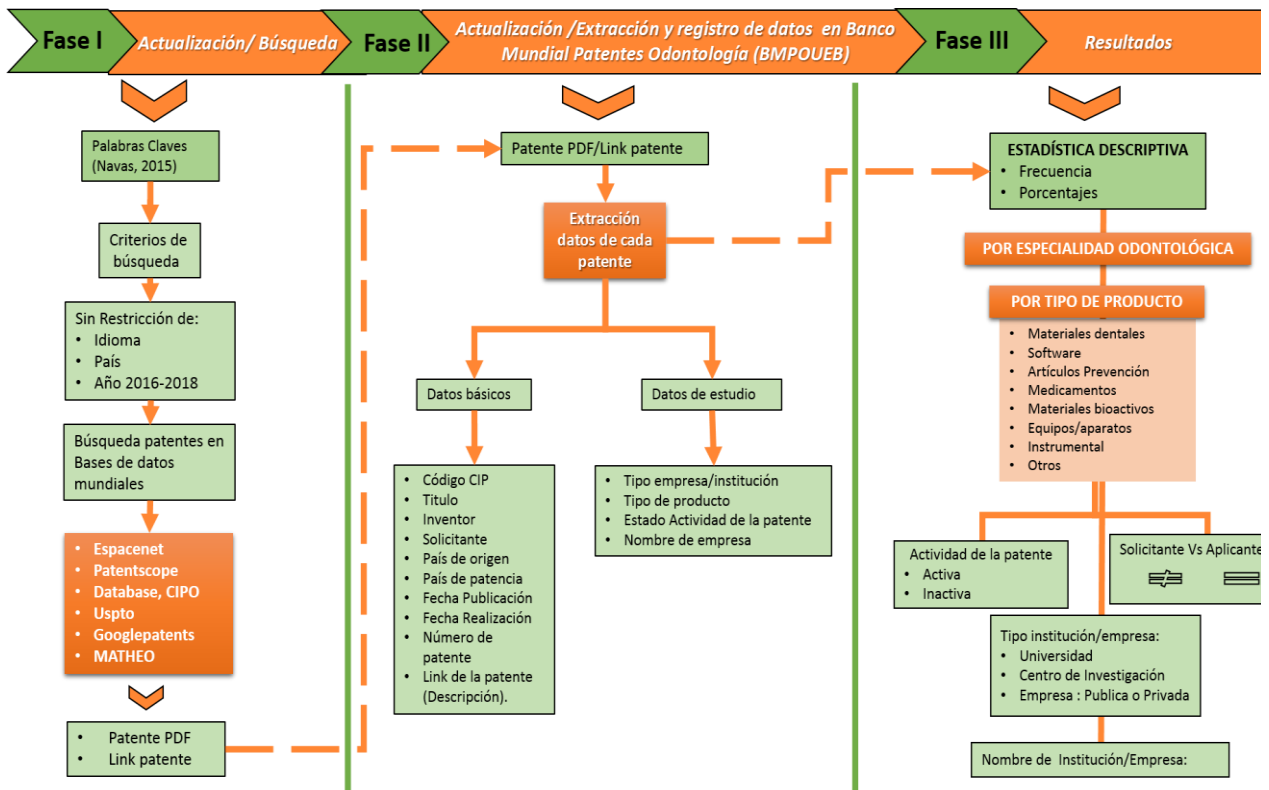 Fase I
Actualización/ Búsqueda
Fase II
Actualización /Extracción y registro de datos en Banco
Mundial Patentes Odontología (BMPOUEB)
Fase III
Resultados
Palabras Claves
(Navas, 2015)
Criterios de
búsqueda
Sin Restricción de:
• Idioma
• País
• Año 2016-2018
Búsqueda patentes en
Bases de datos
mundiales
• Espacenet
• Patentscope
• Database, CIPO
• Uspto
• Googlepatents
• MATHEO
• Patente PDF
• Link patente
Patente PDF/Link patente
Extracción
datos de cada
patente
Datos básicos
Datos de estudio
• Código CIP
• Titulo
• Inventor
• Solicitante
• País de origen
• País de patencia
• Fecha Publicación
• Fecha Realización
• Número de
patente
• Link de la patente
(Descripción).
• Tipo empresa/institución
• Tipo de producto
• Estado Actividad de la patente
• Nombre de empresa
ESTADÍSTICA DESCRIPTIVA
• Frecuencia
• Porcentajes
POR ESPECIALIDAD ODONTOLÓGICA
POR TIPO DE PRODUCTO
• Materiales dentales
• Software
• Artículos Prevención
• Medicamentos
• Materiales bioactivos
• Equipos/aparatos
• Instrumental
• Otros
Actividad de la patente
• Activa
• Inactiva
Solicitante Vs Aplicante
Tipo institución/empresa:
• Universidad
• Centro de Investigación
• Empresa : Publica o Privada
Nombre de Institución/Empresa: